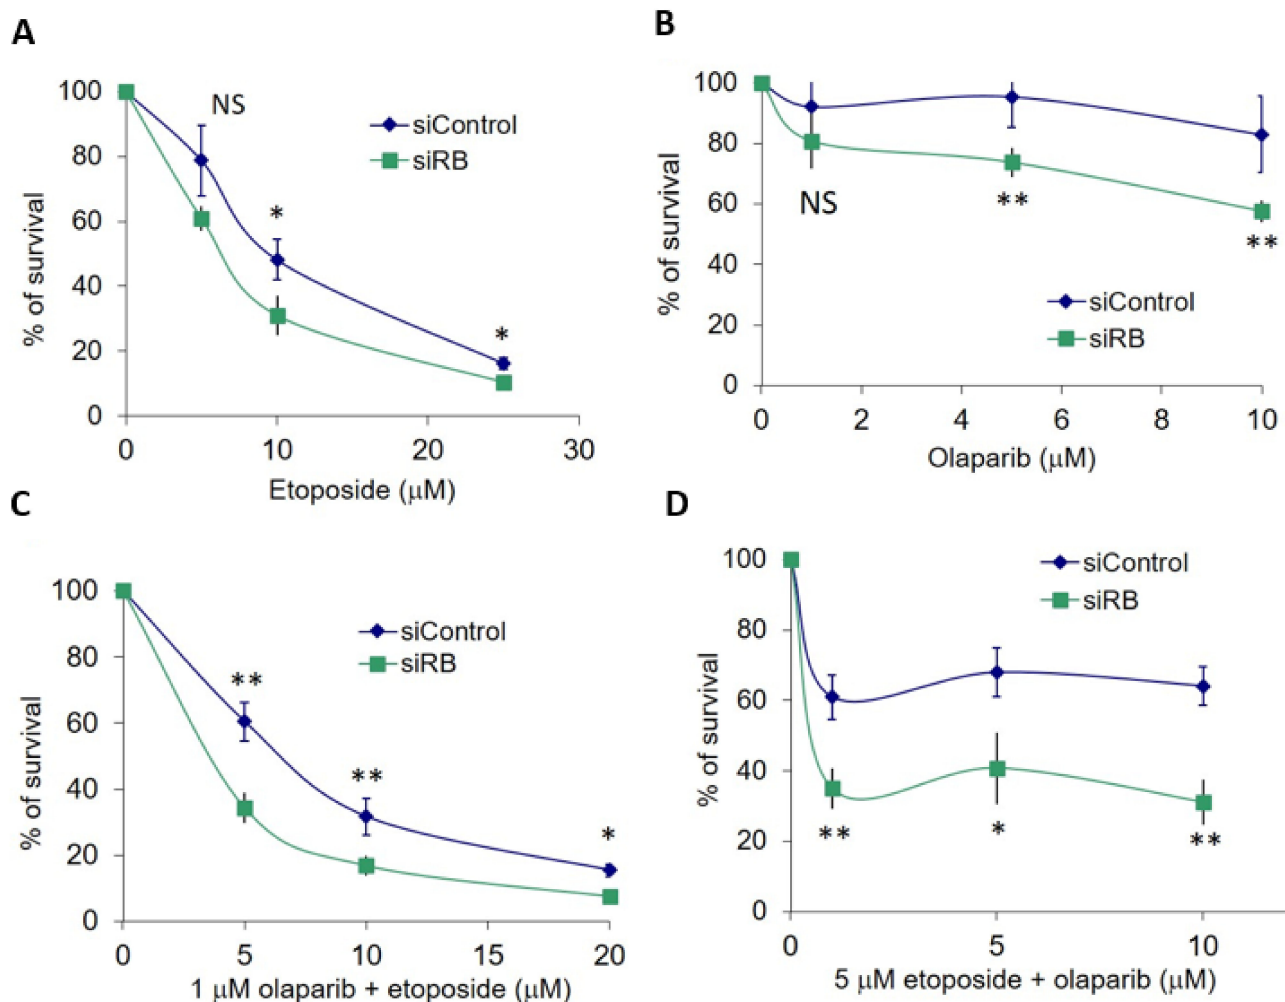 A
100
80
60
40
20
0
% of survival
NS
*
*
siControl
siRB
0 10 20 30
Etoposide (μM)
B
100
80
60
40
20
0
% of survival
NS
**
**
siControl
siRB
0 2 4 6 8 10
Olaparib (μM)
C
100
80
60
40
20
0
% of survival
**
**
*
siControl
siRB
0 5 10 15 20
1 μM olaparib + etoposide (μM)
D
100
80
60
40
20
0
% of survival
siControl
siRB
**
*
**
0 5 10
5 μM etoposide + olaparib (μM)